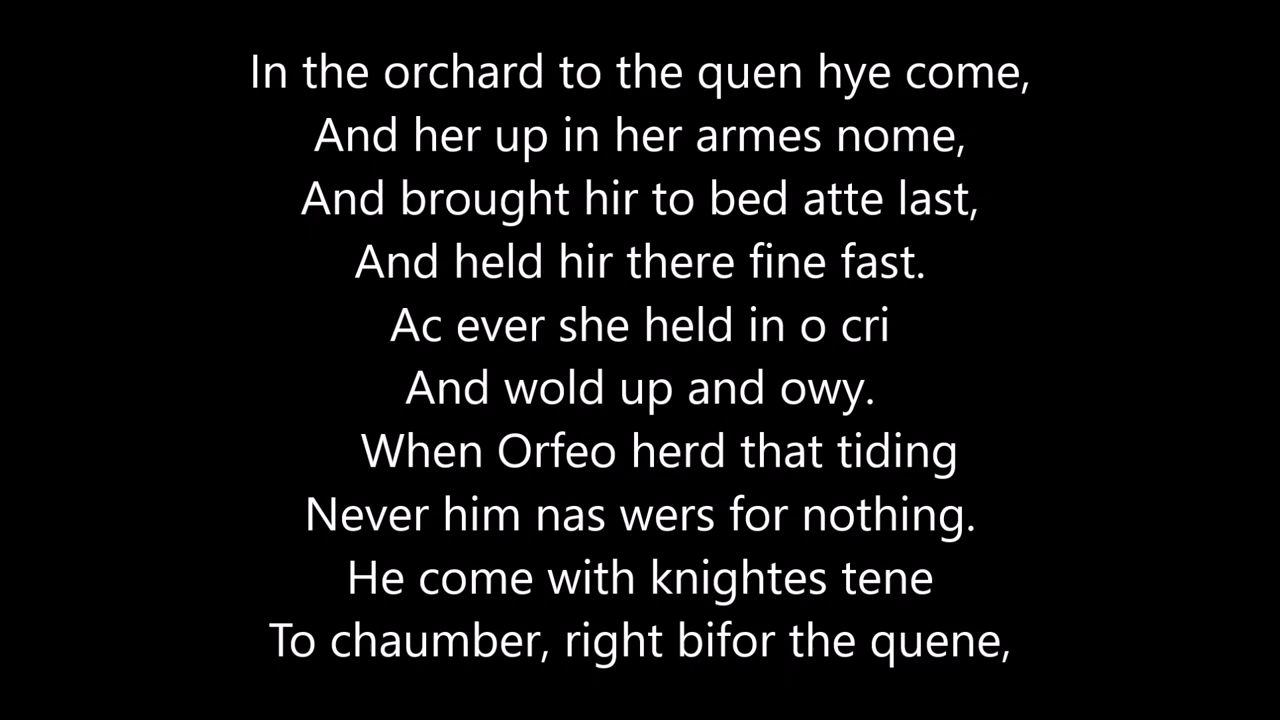 In the orchard to the quen hye come,
And her up in her armes nome,
And brought hir to bed atte last,
And held hir there fine fast.
Ac ever she held in o cri
And wold up and owy.
When Orfeo herd that tiding
Never him nas wers for nothing.
He come with knightes tene
To chaumber, right bifor the quene,